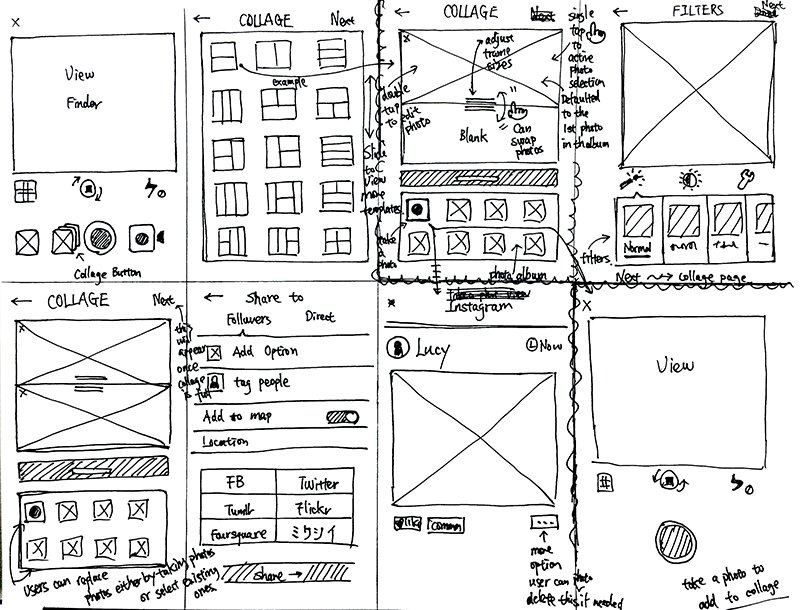 x
View
Finder
Collage Button
←
COLLAGE
Next
example
Slide
to
View
more
templates
←
COLLAGE
Next
adjust
frame
sizes
double
tap
to edit
photo
Blank
Can
swap
photos
single
tap
to
active
photo
selection
Defaulted
to the
1st photo
in the album
take
a
photo
photo album
←
FILTERS
Next
Normal
filters
Next → collage page
←
COLLAGE
Next
this
will
appear
once
collage
is full
x
x
Users can replace
photos either by taking photos
or select existing
ones.
←
Share to
Followers Direct
Add Option
tag people
Add to map
Location
FB Twitter
Tumblr Flickr
Foursquare ミクシイ
share →
x
Instagram
Lucy
Now
like
comm
...
more
option
user can
delete this photo if needed
X
View
take a photo to
add to collage